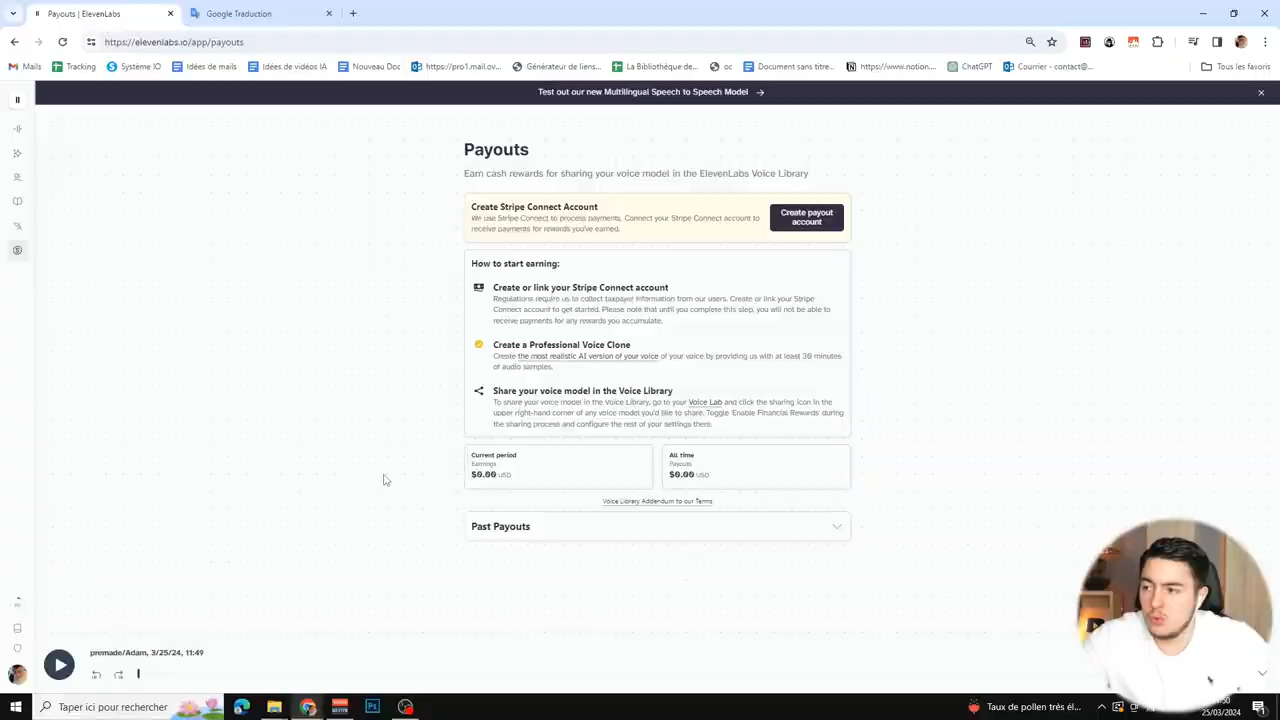 Payouts | ElevenLabs
Google Traduction
https://elevenlabs.io/app/payouts
Mails
Tracking
Système IO
Idées de mails
Idées de vidéos IA
Nouveau Doc
https://pro1.mail.ov...
Générateur de liens...
La Bibliothèque de...
oc
Document sans titre...
https://www.notion...
ChatGPT
Courrier - contact@...
Tous les favoris
Test out our new Multilingual Speech to Speech Model →
Payouts
Earn cash rewards for sharing your voice model in the ElevenLabs Voice Library
Create Stripe Connect Account
We use Stripe Connect to process payments. Connect your Stripe Connect account to
receive payments for rewards you've earned.
Create payout
account
How to start earning:
Create or link your Stripe Connect account
Regulations require us to collect taxpayer information from our users. Create or link your Stripe
Connect account to get started. Please note that until you complete this step, you will not be able to
receive payments for any rewards you accumulate.
Create a Professional Voice Clone
Create the most realistic AI version of your voice of your voice by providing us with at least 30 minutes
of audio samples.
Share your voice model in the Voice Library
To share your voice model in the Voice Library, go to your Voice Lab and click the sharing icon in the
upper right-hand corner of any voice model you'd like to share. Toggle 'Enable Financial Rewards' during
the sharing process and configure the rest of your settings there.
Current period
Earnings
$0.00 USD
All time
Payouts
$0.00 USD
Voice Library Addendum to our Terms
Past Payouts
premade/Adam, 3/25/24, 11:49
Taper ici pour rechercher
Taux de pollen très él...
25/03/2024